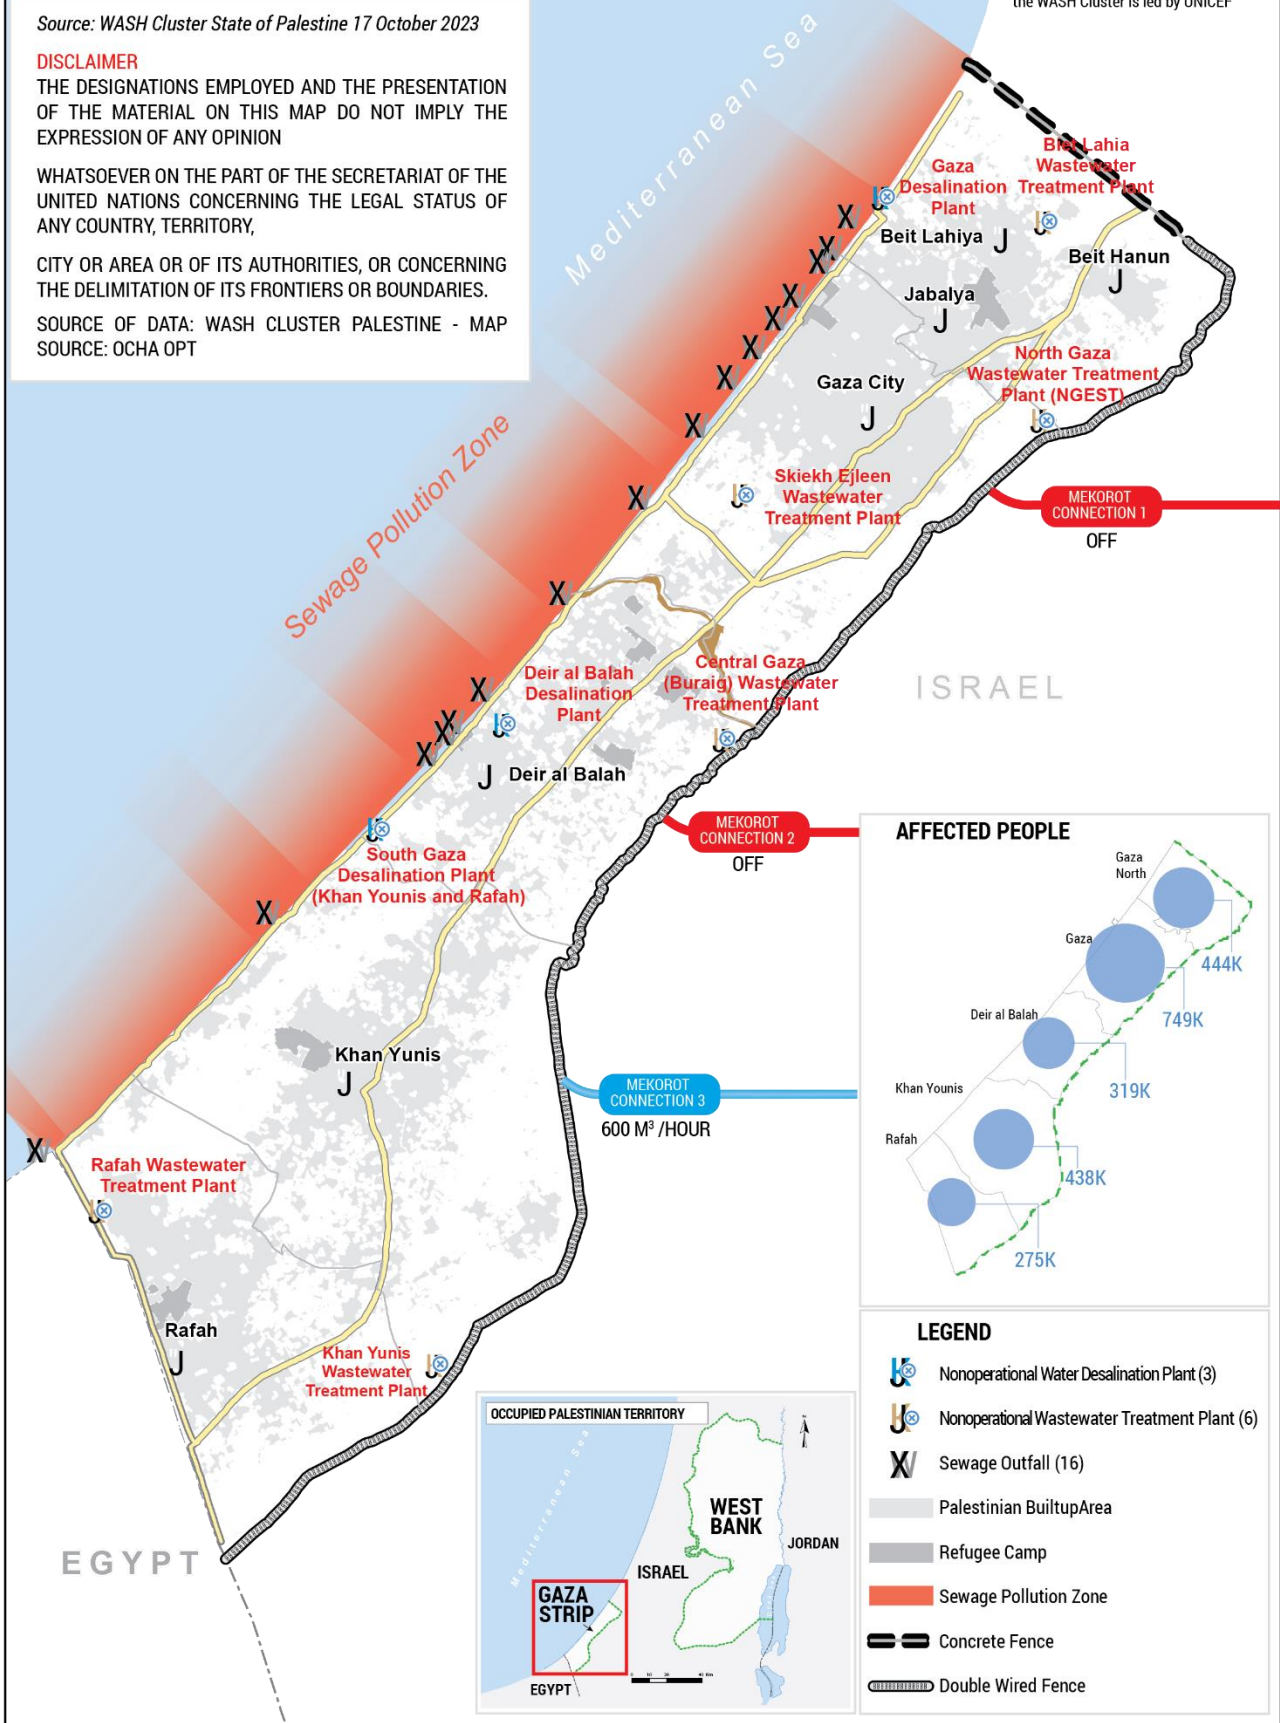 the WASH Cluster is led by UNICEF
Source: WASH Cluster State of Palestine 17 October 2023
DISCLAIMER
THE DESIGNATIONS EMPLOYED AND THE PRESENTATION
OF THE MATERIAL ON THIS MAP DO NOT IMPLY THE
EXPRESSION OF ANY OPINION
WHATSOEVER ON THE PART OF THE SECRETARIAT OF THE
UNITED NATIONS CONCERNING THE LEGAL STATUS OF
ANY COUNTRY, TERRITORY,
CITY OR AREA OR OF ITS AUTHORITIES, OR CONCERNING
THE DELIMITATION OF ITS FRONTIERS OR BOUNDARIES.
SOURCE OF DATA: WASH CLUSTER PALESTINE - MAP
SOURCE: OCHA OPT
Mediterranean Sea
Sewage Pollution Zone
Gaza
Desalination
Plant
Biet Lahia
Wastewater
Treatment Plant
Beit Lahiya
J
Beit Hanun
J
Jabalya
J
North Gaza
Wastewater Treatment
Plant (NGEST)
Gaza City
J
Skiekh Ejleen
Wastewater
Treatment Plant
MEKOROT
CONNECTION 1
OFF
ISRAEL
Deir al Balah
Desalination
Plant
Central Gaza
(Buraig) Wastewater
Treatment Plant
J
Deir al Balah
MEKOROT
CONNECTION 2
OFF
South Gaza
Desalination Plant
(Khan Younis and Rafah)
Khan Yunis
J
MEKOROT
CONNECTION 3
600 M³ /HOUR
Rafah Wastewater
Treatment Plant
Rafah
J
Khan Yunis
Wastewater
Treatment Plant
EGYPT
AFFECTED PEOPLE
Gaza
North
444K
Gaza
749K
Deir al Balah
319K
Khan Younis
438K
Rafah
275K
LEGEND
Nonoperational Water Desalination Plant (3)
Nonoperational Wastewater Treatment Plant (6)
Sewage Outfall (16)
Palestinian BuiltupArea
Refugee Camp
Sewage Pollution Zone
Concrete Fence
Double Wired Fence
OCCUPIED PALESTINIAN TERRITORY
Mediterranean Sea
WEST
BANK
JORDAN
ISRAEL
GAZA
STRIP
EGYPT